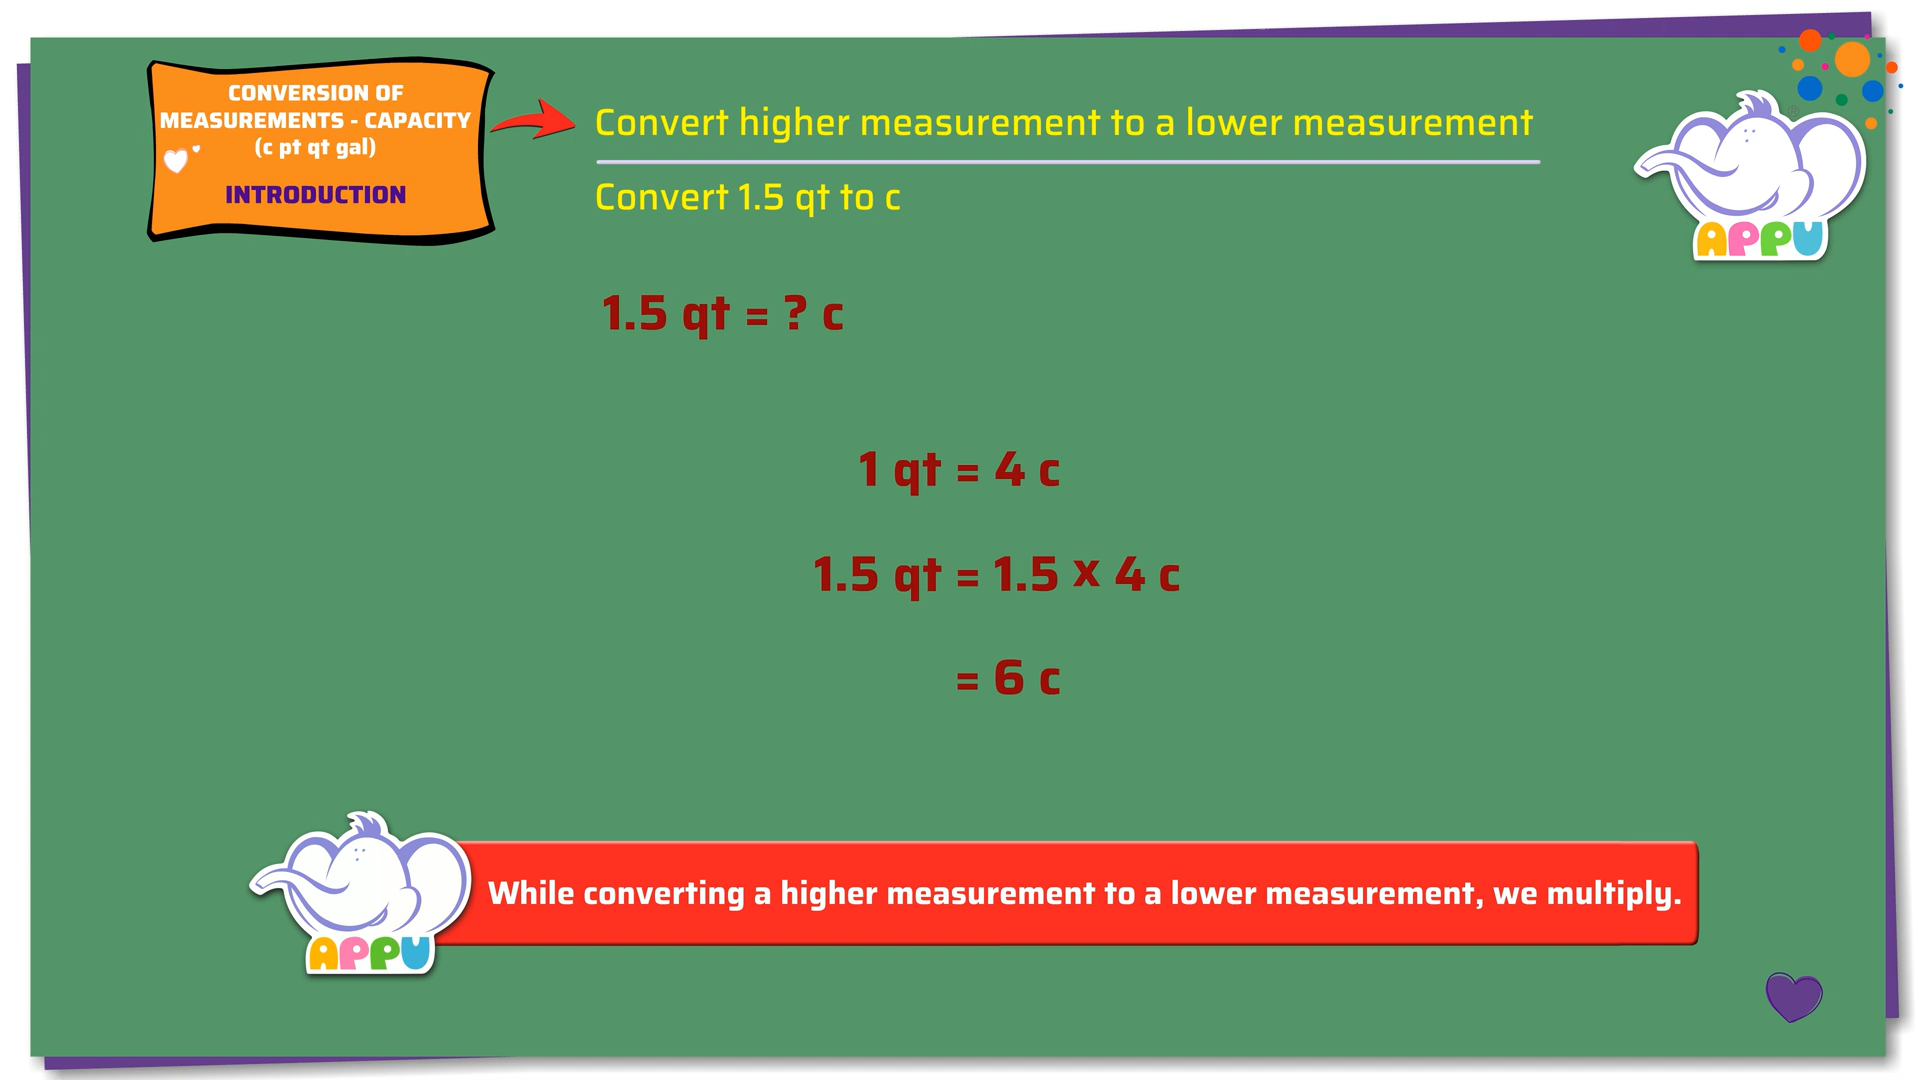 CONVERSION OF
MEASUREMENTS - CAPACITY
(c pt qt gal)
INTRODUCTION
Convert higher measurement to a lower measurement
Convert 1.5 qt to c
APPU
1.5 qt = ? c
1 qt = 4 c
1.5 qt = 1.5 x 4 c
= 6 c
While converting a higher measurement to a lower measurement, we multiply.
APPU